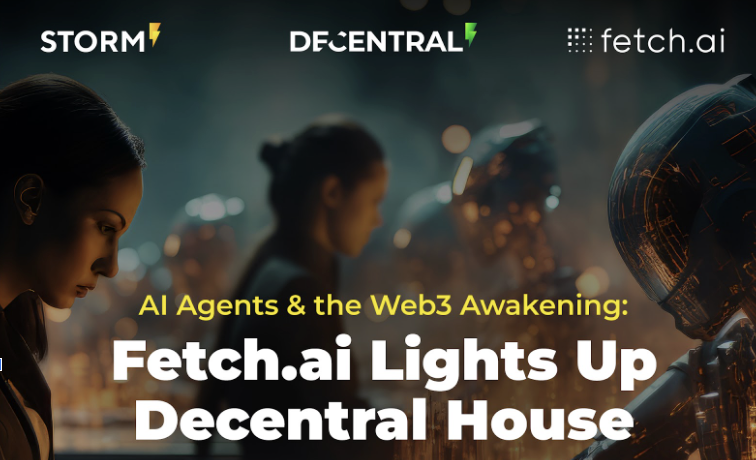 STORM
DECENTRAL
fetch.ai
AI Agents & the Web3 Awakening:
Fetch.ai Lights Up
Decentral House